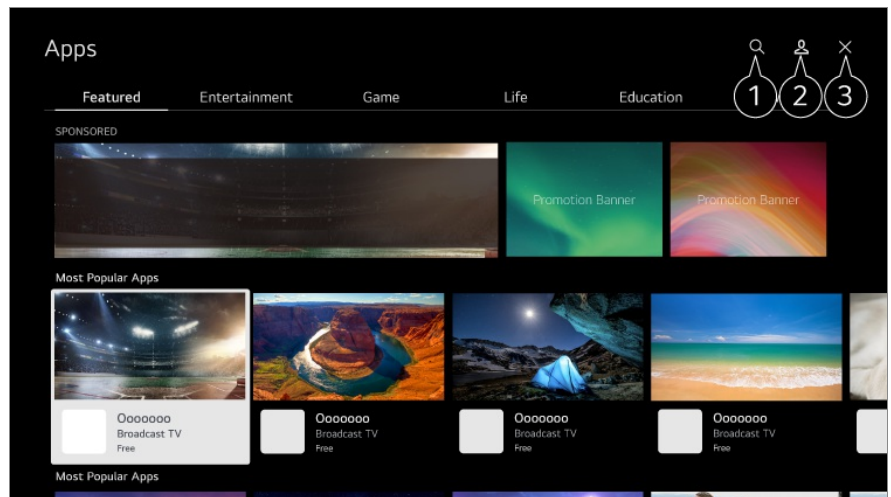 Apps
Featured Entertainment Game Life Education
1 2 3
SPONSORED
Promotion Banner Promotion Banner
Most Popular Apps
Ooooooo Ooooooo Ooooooo Ooooooo
Broadcast TV Broadcast TV Broadcast TV Broadcast TV
Free Free Free Free
Most Popular Apps